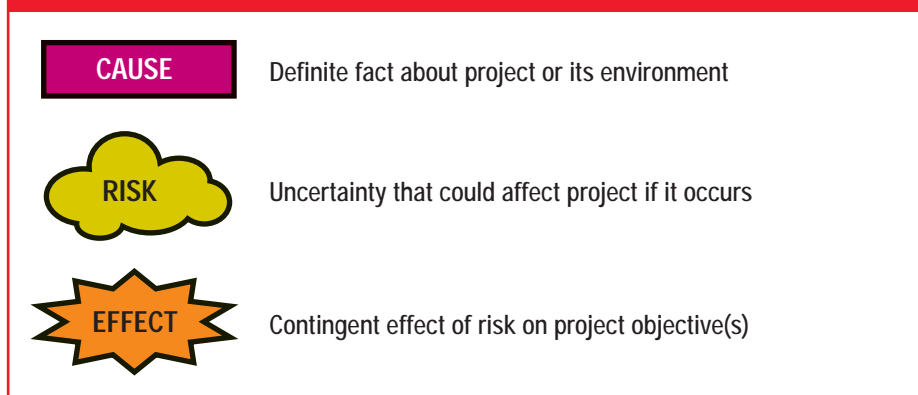 CAUSE Definite fact about project or its environment
RISK Uncertainty that could affect project if it occurs
EFFECT Contingent effect of risk on project objective(s)